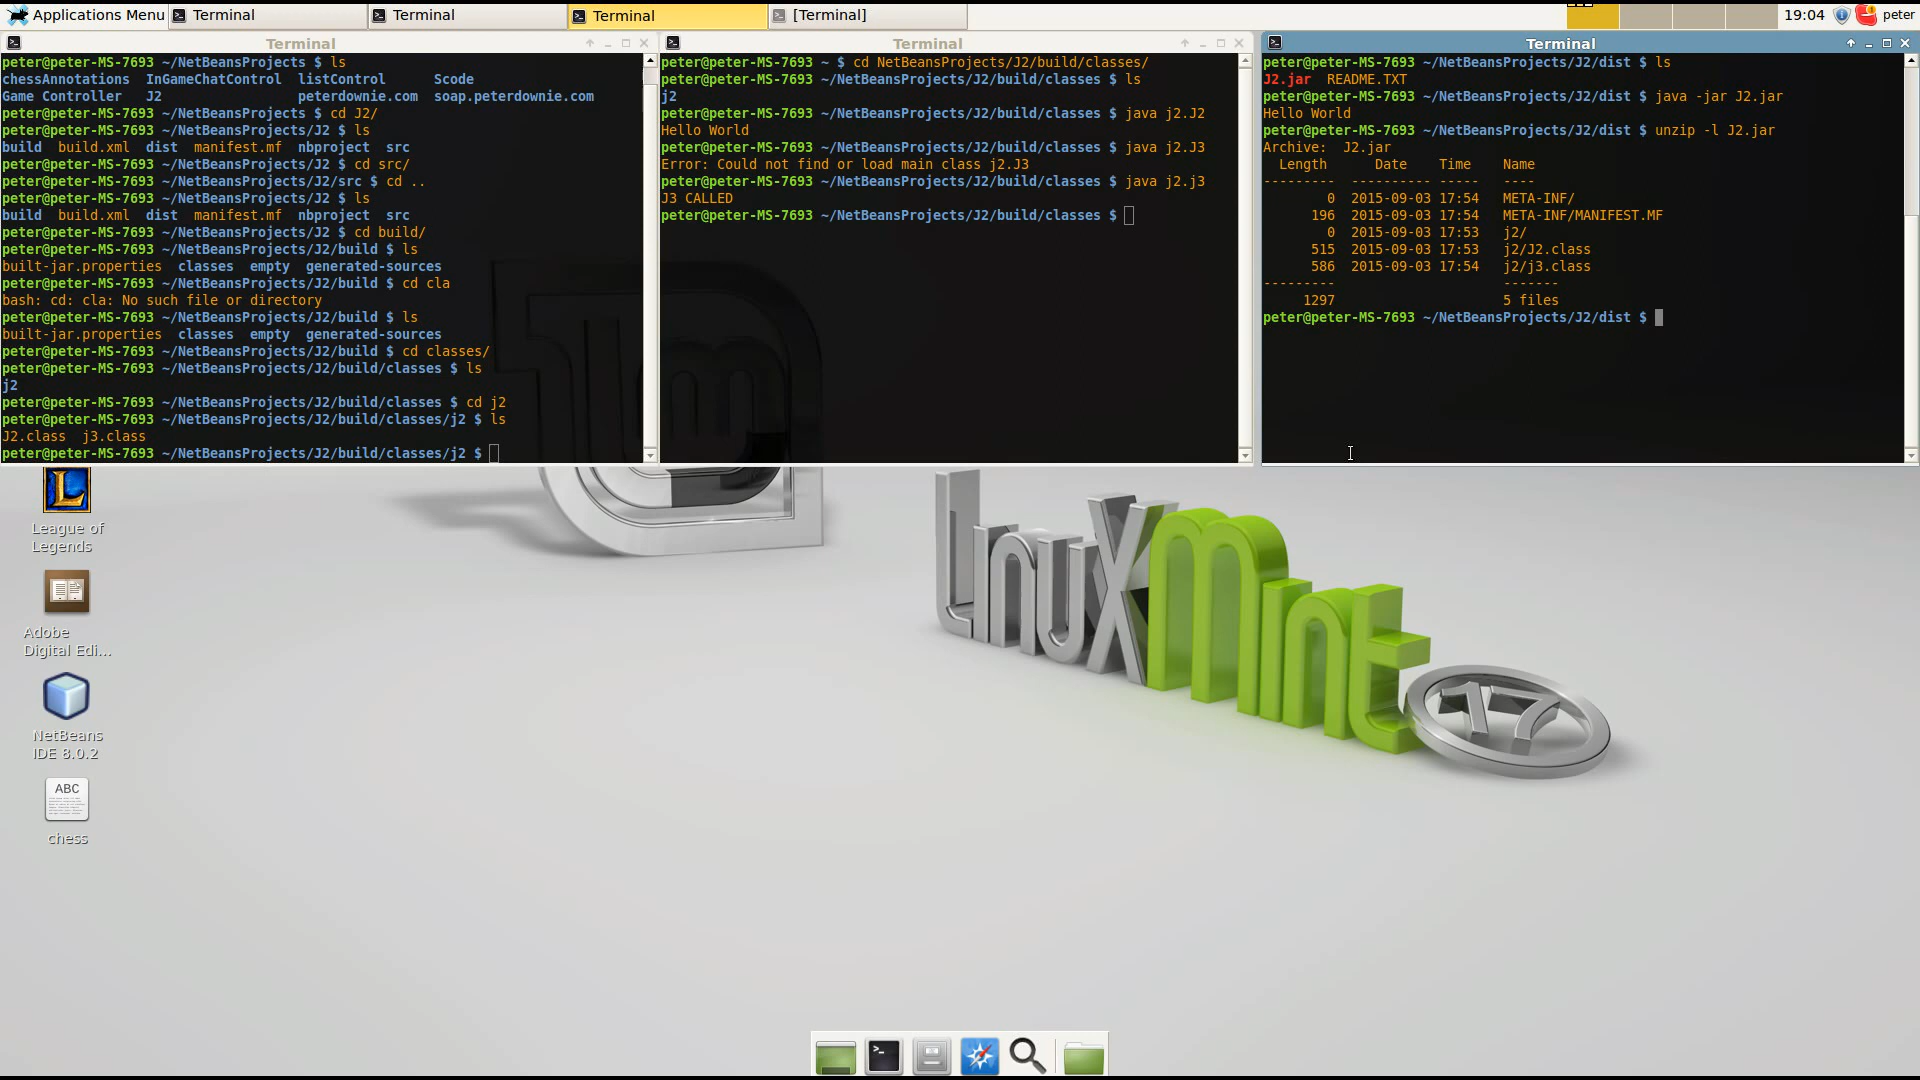 Applications Menu
Terminal
Terminal
Terminal
[Terminal]
19:04
peter
Terminal
peter@peter-MS-7693 ~/NetBeansProjects $ ls
chessAnnotations  InGameChatControl  listControl      Scode
Game Controller   J2                 peterdownie.com  soap.peterdownie.com
peter@peter-MS-7693 ~/NetBeansProjects $ cd J2/
peter@peter-MS-7693 ~/NetBeansProjects/J2 $ ls
build  build.xml  dist  manifest.mf  nbproject  src
peter@peter-MS-7693 ~/NetBeansProjects/J2 $ cd src/
peter@peter-MS-7693 ~/NetBeansProjects/J2/src $ cd ..
peter@peter-MS-7693 ~/NetBeansProjects/J2 $ ls
build  build.xml  dist  manifest.mf  nbproject  src
peter@peter-MS-7693 ~/NetBeansProjects/J2 $ cd build/
peter@peter-MS-7693 ~/NetBeansProjects/J2/build $ ls
built-jar.properties  classes  empty  generated-sources
peter@peter-MS-7693 ~/NetBeansProjects/J2/build $ cd cla
bash: cd: cla: No such file or directory
peter@peter-MS-7693 ~/NetBeansProjects/J2/build $ ls
built-jar.properties  classes  empty  generated-sources
peter@peter-MS-7693 ~/NetBeansProjects/J2/build $ cd classes/
peter@peter-MS-7693 ~/NetBeansProjects/J2/build/classes $ ls
j2
peter@peter-MS-7693 ~/NetBeansProjects/J2/build/classes $ cd j2
peter@peter-MS-7693 ~/NetBeansProjects/J2/build/classes/j2 $ ls
J2.class  j3.class
peter@peter-MS-7693 ~/NetBeansProjects/J2/build/classes/j2 $
Terminal
peter@peter-MS-7693 ~ $ cd NetBeansProjects/J2/build/classes/
peter@peter-MS-7693 ~/NetBeansProjects/J2/build/classes $ ls
j2
peter@peter-MS-7693 ~/NetBeansProjects/J2/build/classes $ java j2.J2
Hello World
peter@peter-MS-7693 ~/NetBeansProjects/J2/build/classes $ java j2.J3
Error: Could not find or load main class j2.J3
peter@peter-MS-7693 ~/NetBeansProjects/J2/build/classes $ java j2.j3
J3 CALLED
peter@peter-MS-7693 ~/NetBeansProjects/J2/build/classes $
Terminal
peter@peter-MS-7693 ~/NetBeansProjects/J2/dist $ ls
J2.jar  README.TXT
peter@peter-MS-7693 ~/NetBeansProjects/J2/dist $ java -jar J2.jar
Hello World
peter@peter-MS-7693 ~/NetBeansProjects/J2/dist $ unzip -l J2.jar
Archive:  J2.jar
  Length      Date    Time    Name
---------  ---------- -----   ----
        0  2015-09-03 17:54   META-INF/
      196  2015-09-03 17:54   META-INF/MANIFEST.MF
        0  2015-09-03 17:53   j2/
      515  2015-09-03 17:53   j2/J2.class
      586  2015-09-03 17:54   j2/j3.class
---------                     -------
     1297                     5 files
peter@peter-MS-7693 ~/NetBeansProjects/J2/dist $
League of
Legends
Adobe
Digital Edi...
NetBeans
IDE 8.0.2
ABC
chess
LinuxMint
17